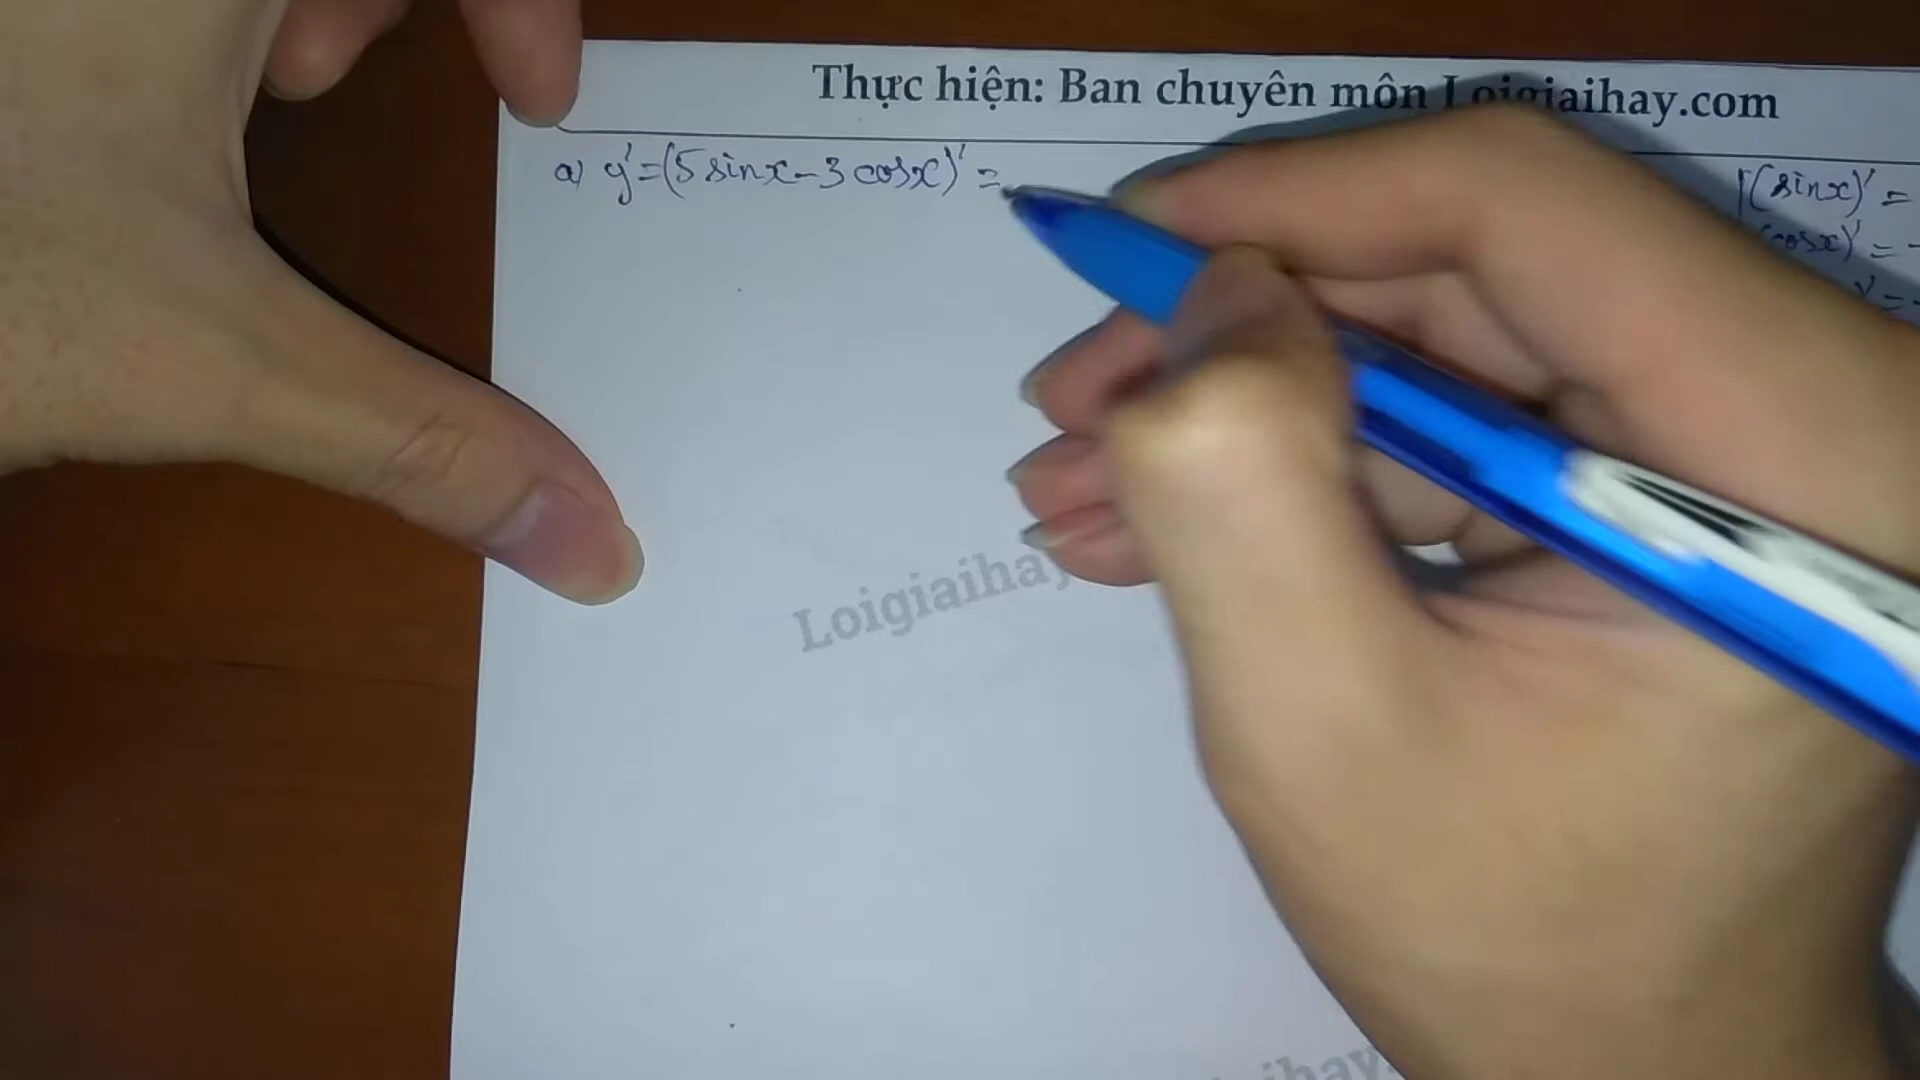 Thực hiện: Ban chuyên môn Loigiaihay.com
a) y' = (5 sinx - 3 cosx)' =
(sinx)' =
(cosx)' = -
Loigiaihay